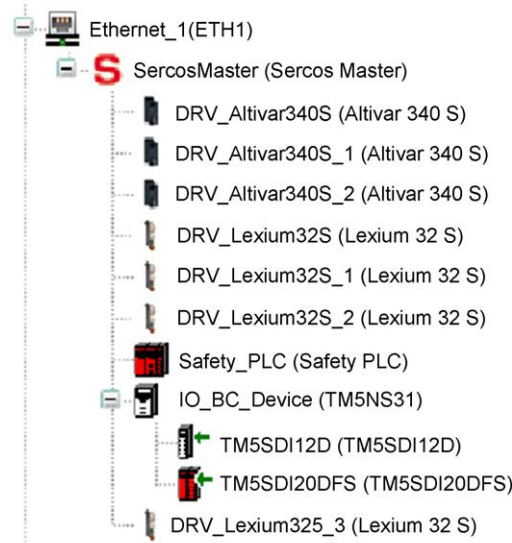 Ethernet_1(ETH1)
S SercosMaster (Sercos Master)
DRV_Altivar340S (Altivar 340 S)
DRV_Altivar340S_1 (Altivar 340 S)
DRV_Altivar340S_2 (Altivar 340 S)
DRV_Lexium32S (Lexium 32 S)
DRV_Lexium32S_1 (Lexium 32 S)
DRV_Lexium32S_2 (Lexium 32 S)
Safety_PLC (Safety PLC)
IO_BC_Device (TM5NS31)
TM5SDI12D (TM5SDI12D)
TM5SDI20DFS (TM5SDI20DFS)
DRV_Lexium325_3 (Lexium 32 S)